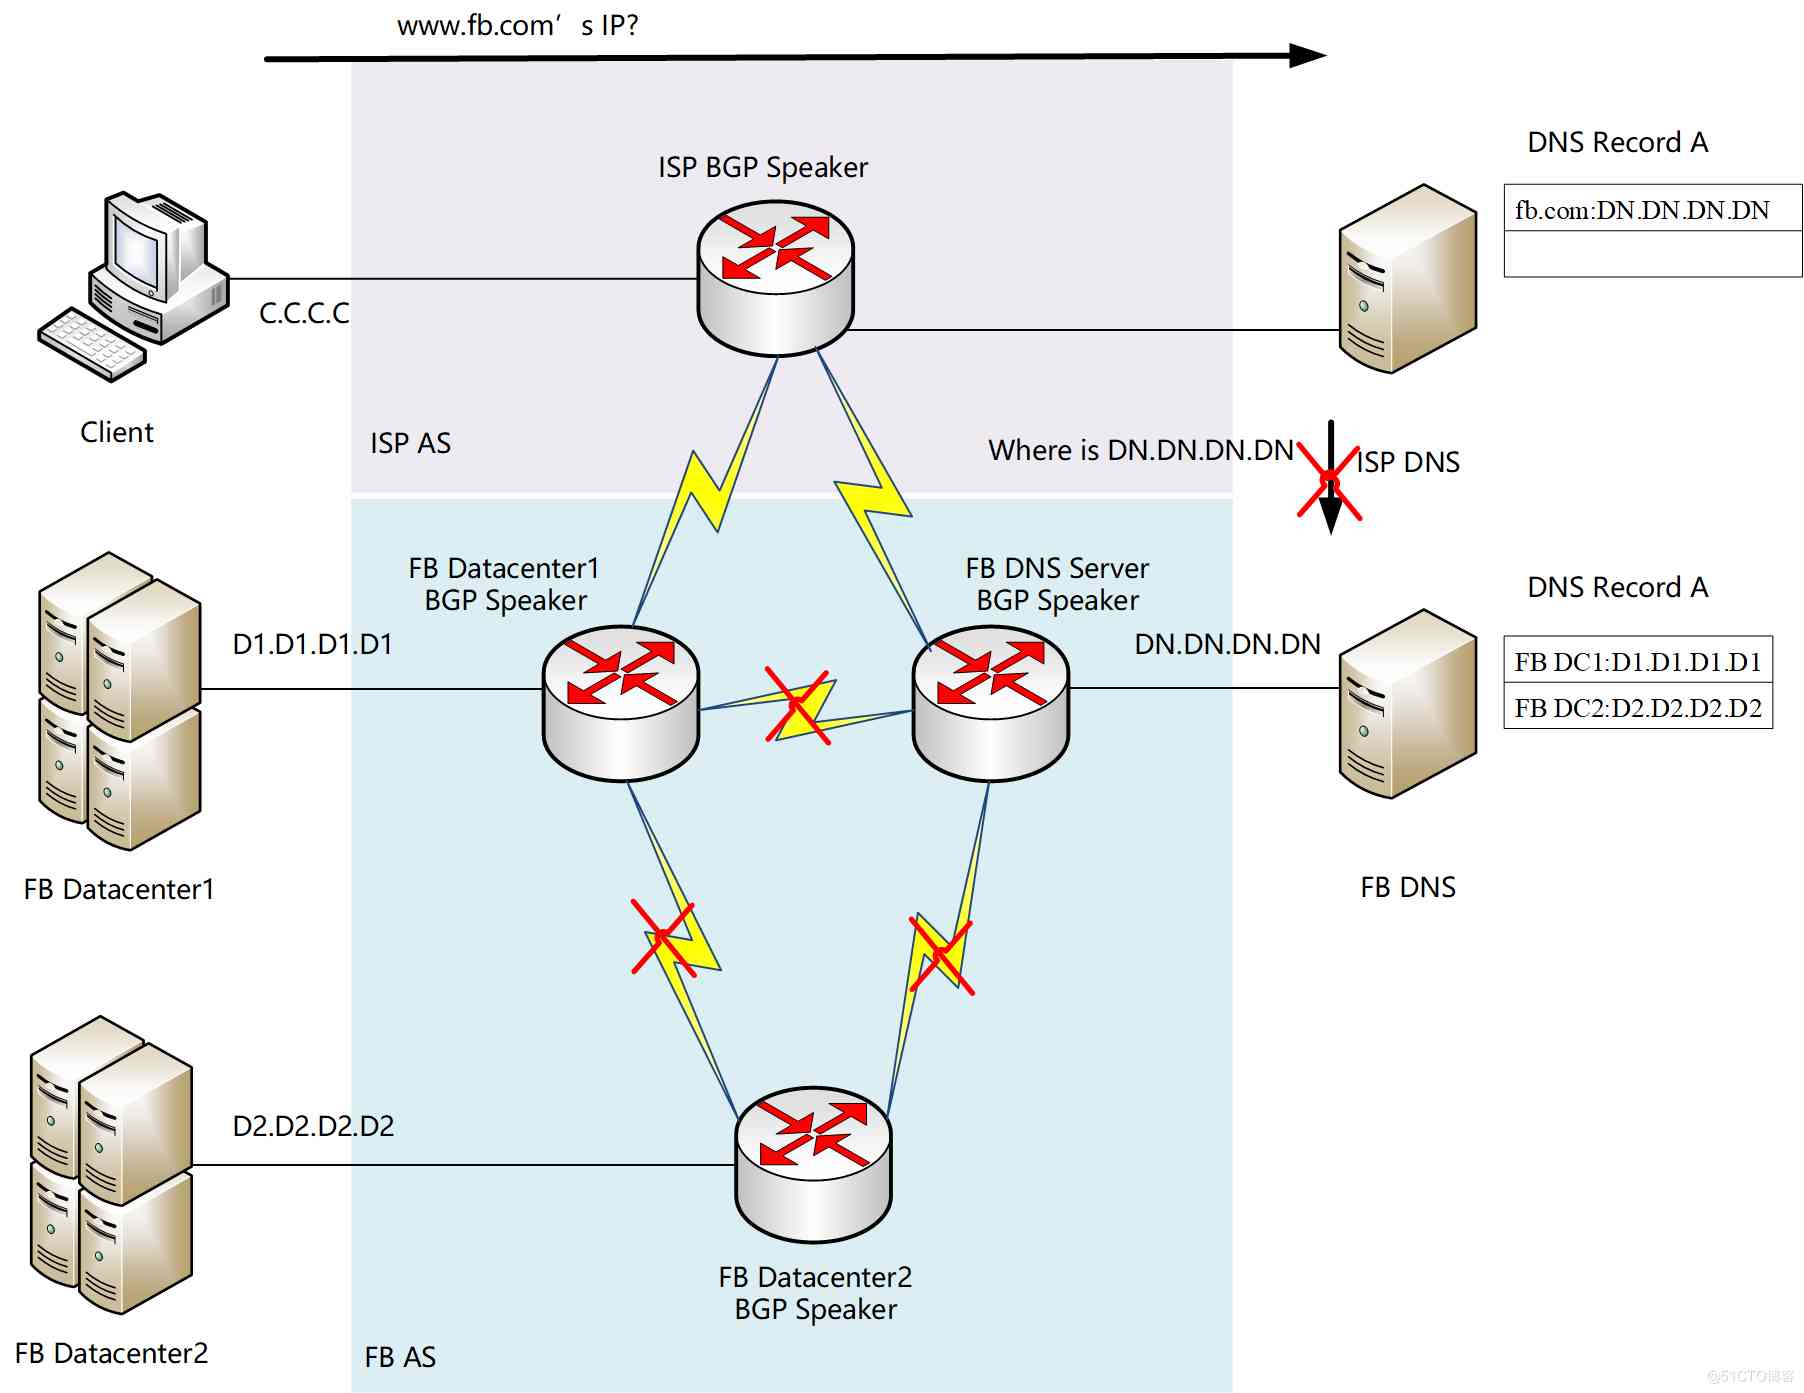 www.fb.com’s IP?
DNS Record A
ISP BGP Speaker
fb.com:DN.DN.DN.DN
C.C.C.C
Client
ISP AS
Where is DN.DN.DN.DN
ISP DNS
FB Datacenter1
BGP Speaker
FB DNS Server
BGP Speaker
DNS Record A
D1.D1.D1.D1
DN.DN.DN.DN
FB DC1:D1.D1.D1.D1
FB DC2:D2.D2.D2.D2
FB Datacenter1
FB DNS
D2.D2.D2.D2
FB Datacenter2
BGP Speaker
FB Datacenter2
FB AS
@51CTO博客